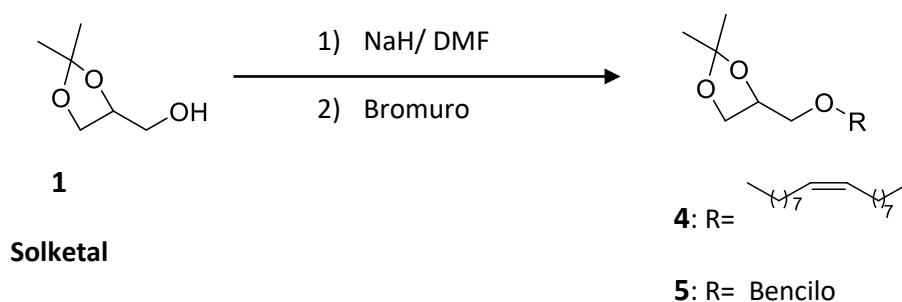 1) NaH/ DMF
2) Bromuro
O
O
OH
1
Solketal
O
O
O
R
4: R= ( )7 ( )7
5: R= Bencilo